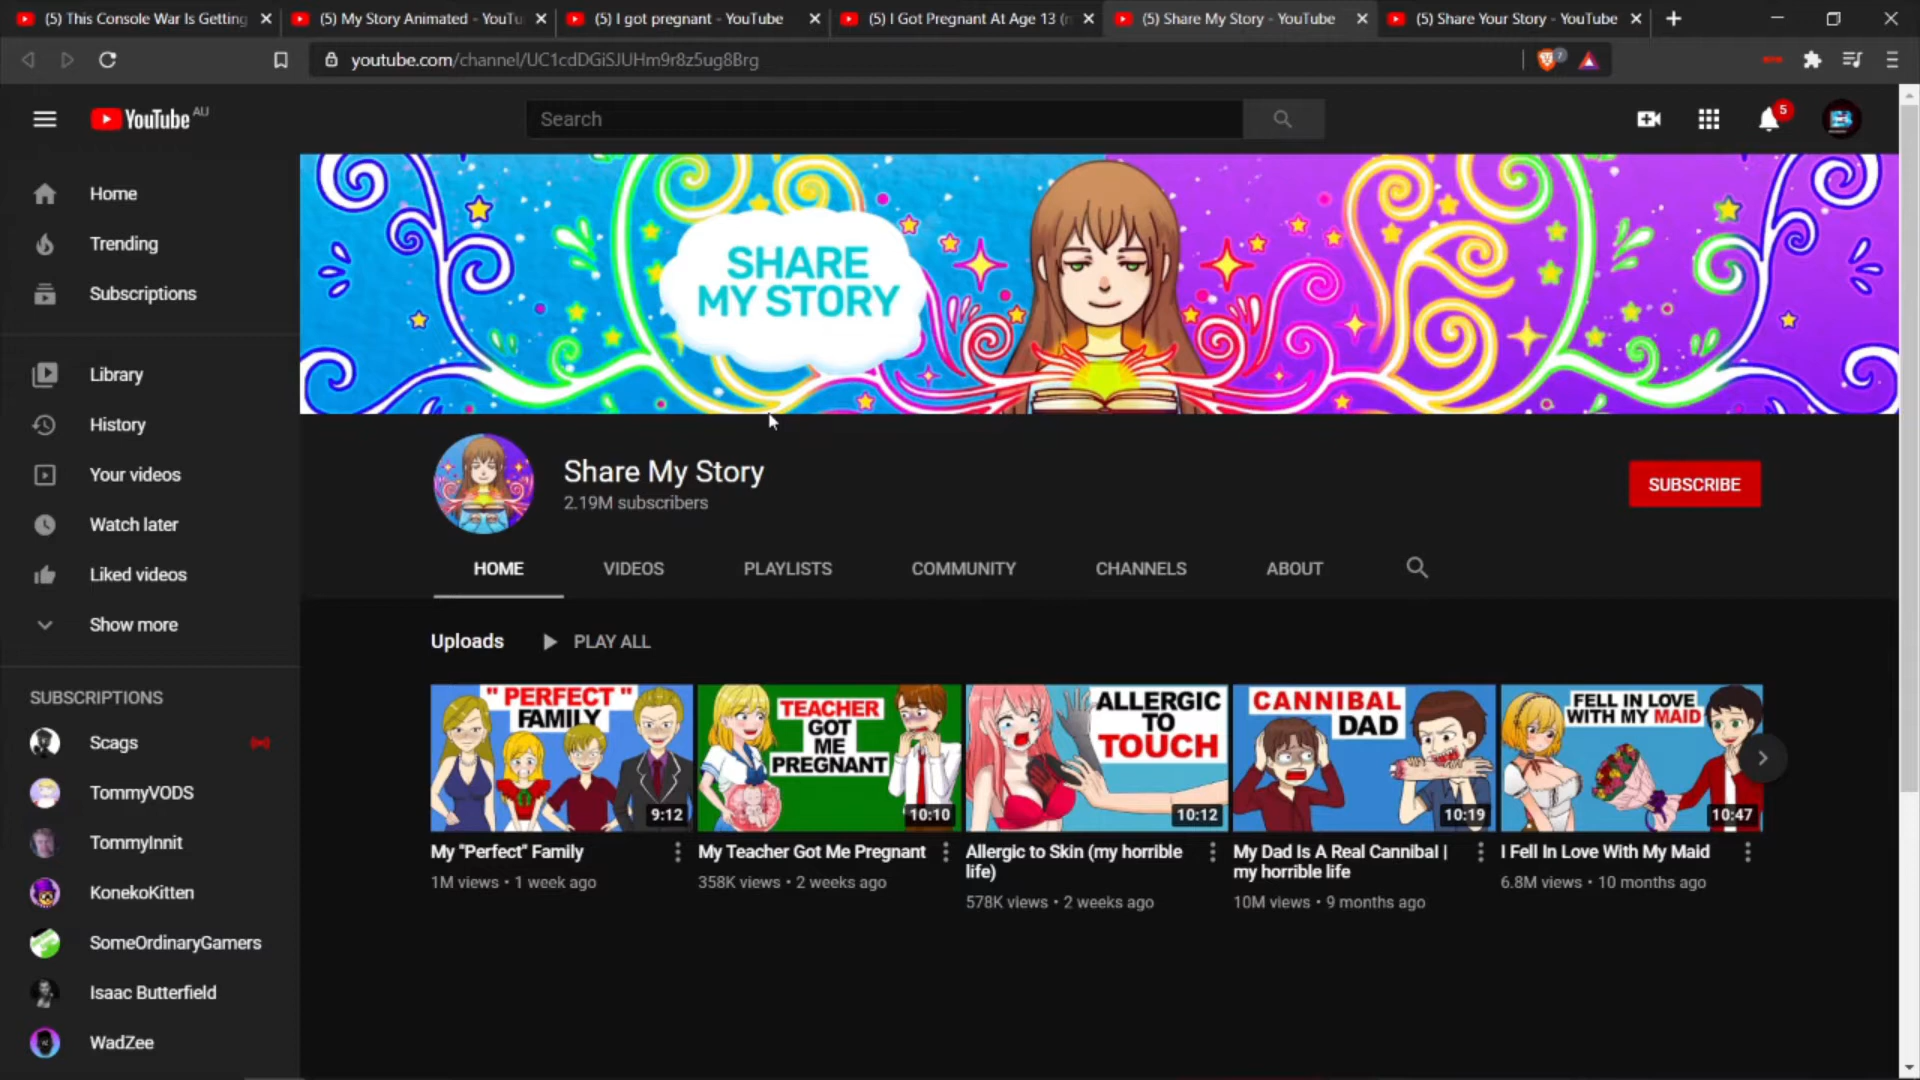 (5) This Console War Is Getting
(5) My Story Animated - YouTu
(5) I got pregnant - YouTube
(5) I Got Pregnant At Age 13 (
(5) Share My Story - YouTube
(5) Share Your Story - YouTube
youtube.com/channel/UC1cdDGiSJUHm9r8z5ug8Brg
7
YouTube AU
Search
5
Home
Trending
Subscriptions
Library
History
Your videos
Watch later
Liked videos
Show more
SUBSCRIPTIONS
Scags
TommyVODS
TommyInnit
KonekoKitten
SomeOrdinaryGamers
Isaac Butterfield
WadZee
SHARE
MY STORY
Share My Story
2.19M subscribers
SUBSCRIBE
HOME VIDEOS PLAYLISTS COMMUNITY CHANNELS ABOUT
Uploads PLAY ALL
" PERFECT "
FAMILY
9:12
My "Perfect" Family
1M views • 1 week ago
TEACHER
GOT
ME
PREGNANT
10:10
My Teacher Got Me Pregnant
358K views • 2 weeks ago
ALLERGIC
TO
TOUCH
10:12
Allergic to Skin (my horrible
life)
578K views • 2 weeks ago
CANNIBAL
DAD
10:19
My Dad Is A Real Cannibal |
my horrible life
10M views • 9 months ago
FELL IN LOVE
WITH MY MAID
10:47
I Fell In Love With My Maid
6.8M views • 10 months ago